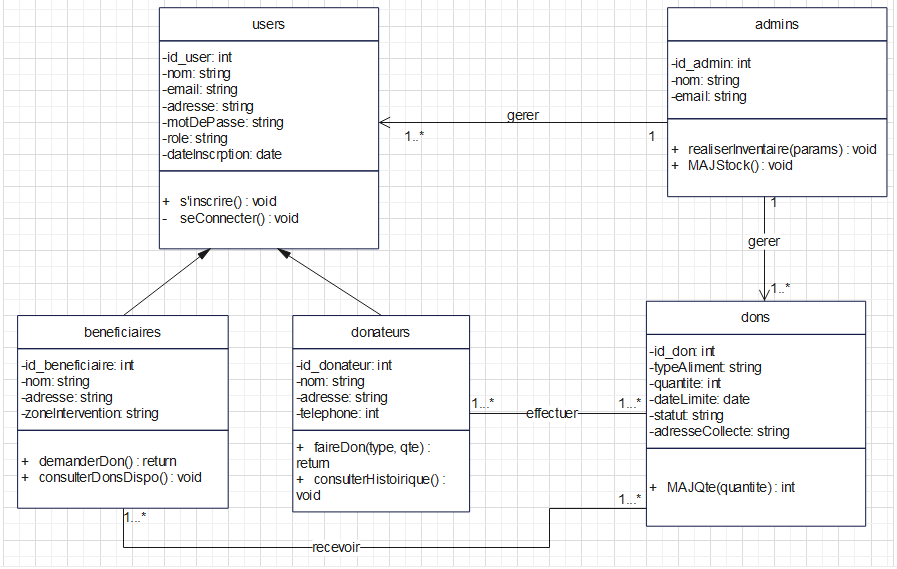 users
-id_user: int
-nom: string
-email: string
-adresse: string
-motDePasse: string
-role: string
-dateInscrption: date
+ s'inscrire() : void
- seConnecter() : void
admins
-id_admin: int
-nom: string
-email: string
+ realiserInventaire(params) : void
+ MAJStock() : void
gerer
1..*
1
1
gerer
1..*
beneficiaires
-id_beneficiaire: int
-nom: string
-adresse: string
-zoneIntervention: string
+ demanderDon() : return
+ consulterDonsDispo() : void
donateurs
-id_donateur: int
-nom: string
-adresse: string
-telephone: int
+ faireDon(type, qte) :
return
+ consulterHistoirique() :
void
dons
-id_don: int
-typeAliment: string
-quantite: int
-dateLimite: date
-statut: string
-adresseCollecte: string
+ MAJQte(quantite) : int
1...*
effectuer
1...*
1...*
1...*
recevoir